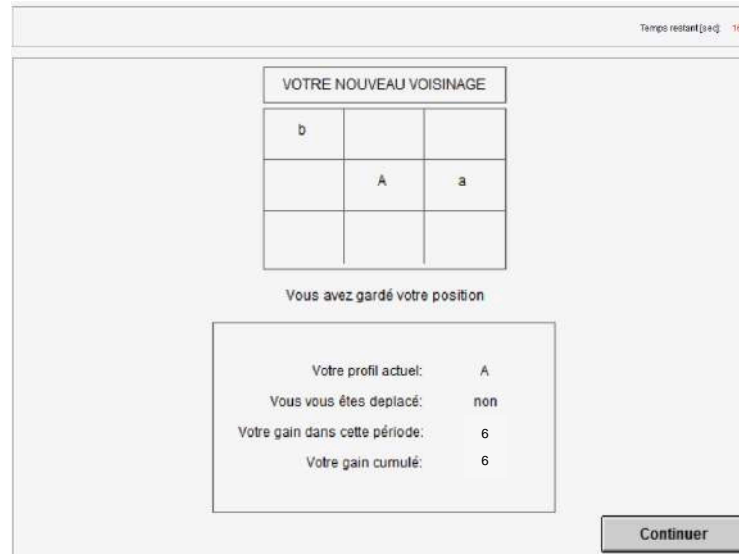 Temps restant [sec]: 16
VOTRE NOUVEAU VOISINAGE
b
A a
Vous avez gardé votre position
Votre profil actuel: A
Vous vous êtes deplacé: non
Votre gain dans cette période: 6
Votre gain cumulé: 6
Continuer